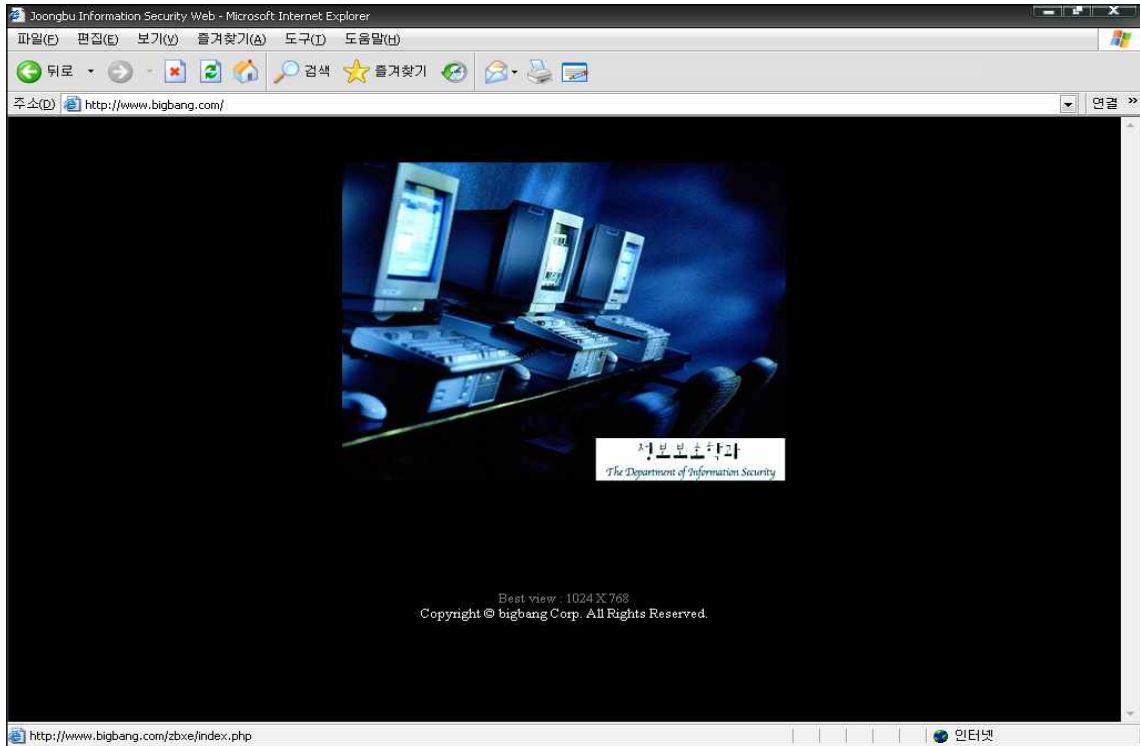 Joongbu Information Security Web - Microsoft Internet Explorer
파일(F) 편집(E) 보기(V) 즐겨찾기(A) 도구(T) 도움말(H)
뒤로 검색 즐겨찾기
주소(D) http://www.bigbang.com/ 연결 »
정보보호학과
The Department of Information Security
Best view : 1024 X 768
Copyright © bigbang Corp. All Rights Reserved.
http://www.bigbang.com/zbxe/index.php 인터넷